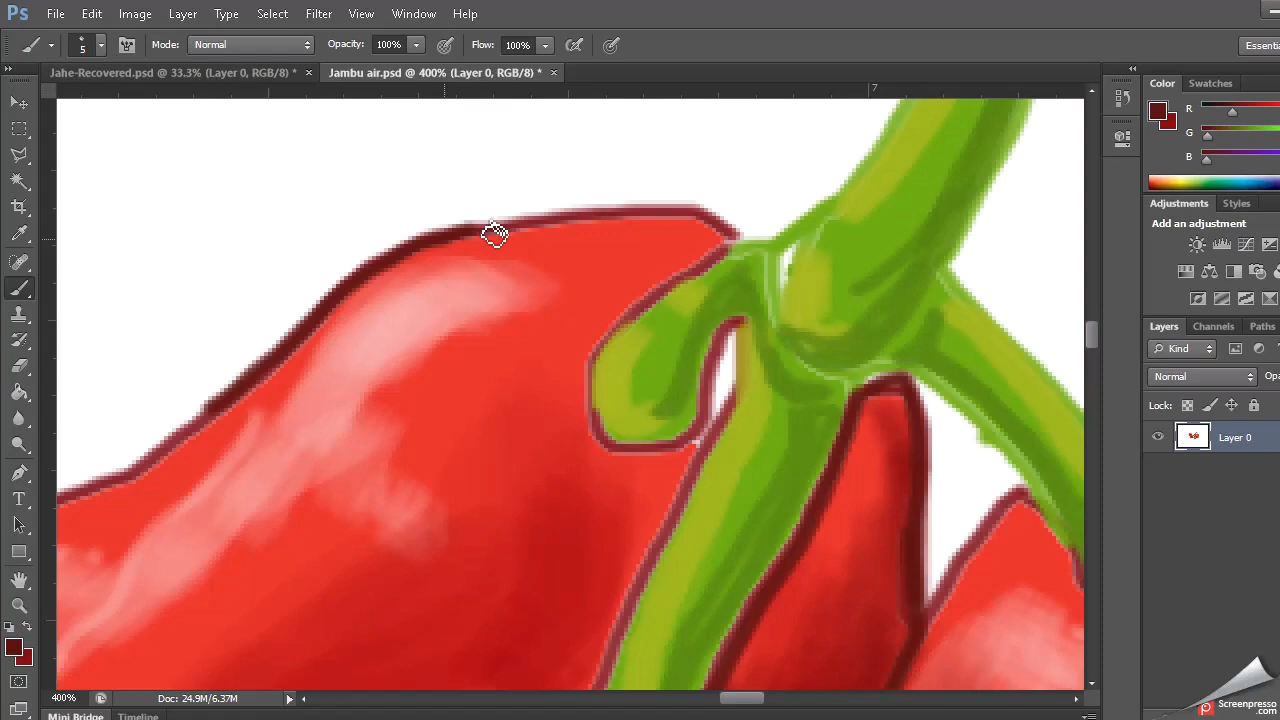 Ps File Edit Image Layer Type Select Filter View Window Help
5 Mode: Normal Opacity: 100% Flow: 100% Essenti
Jahe-Recovered.psd @ 33.3% (Layer 0, RGB/8) * × Jambu air.psd @ 400% (Layer 0, RGB/8) * ×
7
Color Swatches
R
G
B
Adjustments Styles
Add an adjustment
Layers Channels Paths
Kind
Normal Opa
Lock:
Layer 0
400% Doc: 24.9M/6.37M
Mini Bridge Timeline
Screenpresso
.com